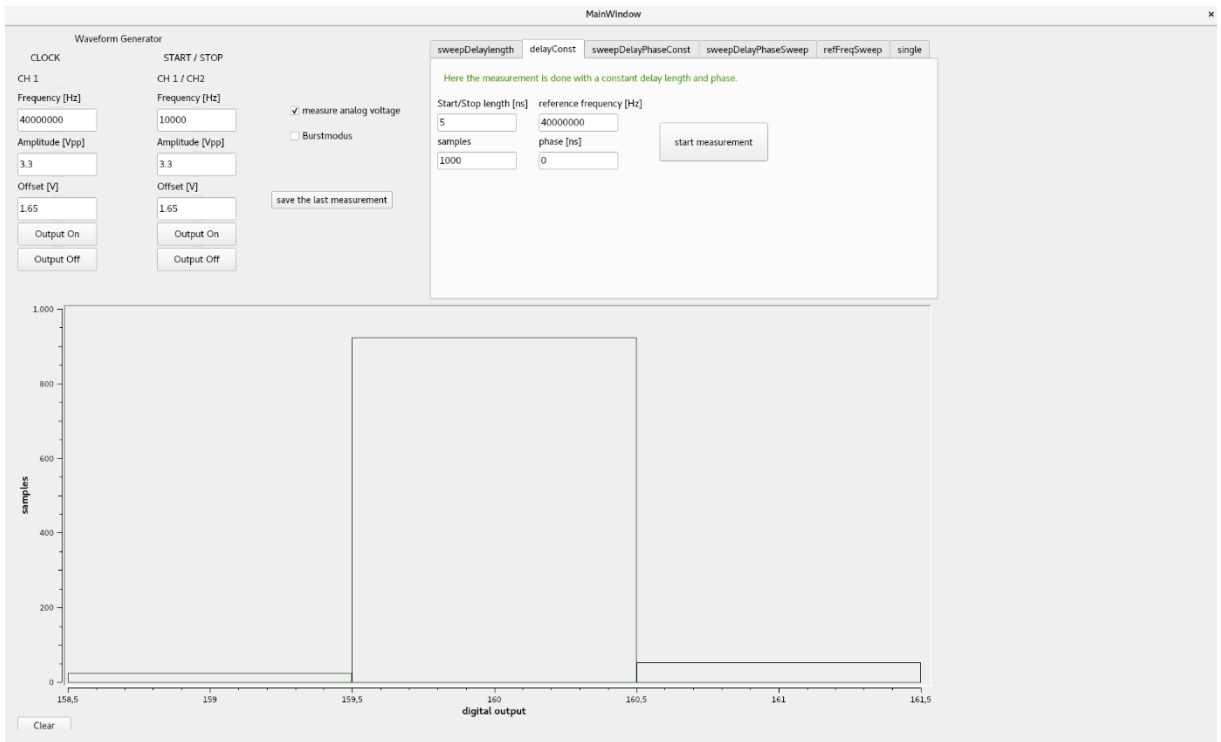 MainWindow
×
Waveform Generator
CLOCK
START / STOP
CH 1
CH 1 / CH2
Frequency [Hz]
Frequency [Hz]
40000000
10000
Amplitude [Vpp]
Amplitude [Vpp]
3.3
3.3
Offset [V]
Offset [V]
1.65
1.65
Output On
Output On
Output Off
Output Off
measure analog voltage
Burstmodus
save the last measurement
sweepDelaylength
delayConst
sweepDelayPhaseConst
sweepDelayPhaseSweep
refFreqSweep
single
Here the measurement is done with a constant delay length and phase.
Start/Stop length [ns]
reference frequency [Hz]
5
40000000
samples
phase [ns]
1000
0
start measurement
1.000
800
600
400
200
0
samples
158,5
159
159,5
160
160,5
161
161,5
digital output
Clear